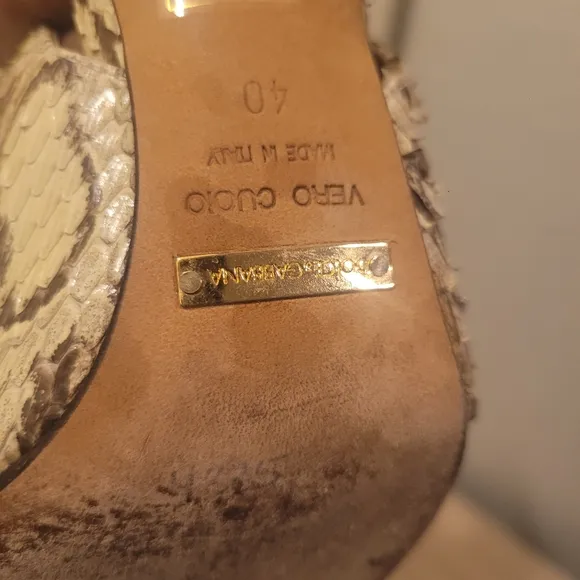 DOLCE & GABBANA
VERO CUOIO
MADE IN ITALY
40